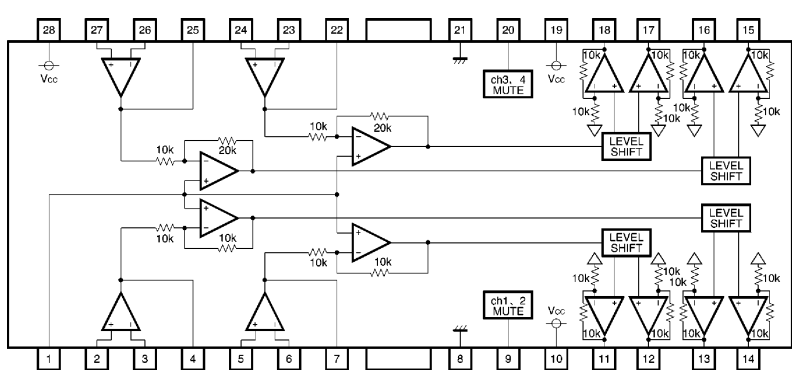 28 27 26 25 24 23 22 21 20 19 18 17 16 15
Vcc
ch3、4
MUTE
Vcc
10k 10k 10k 10k
10k 10k 10k 10k
10k 20k
10k 20k
LEVEL
SHIFT
LEVEL
SHIFT
10k 10k
10k 10k
LEVEL
SHIFT
LEVEL
SHIFT
ch1、2
MUTE
Vcc
10k 10k 10k 10k
10k 10k 10k 10k
1 2 3 4 5 6 7 8 9 10 11 12 13 14